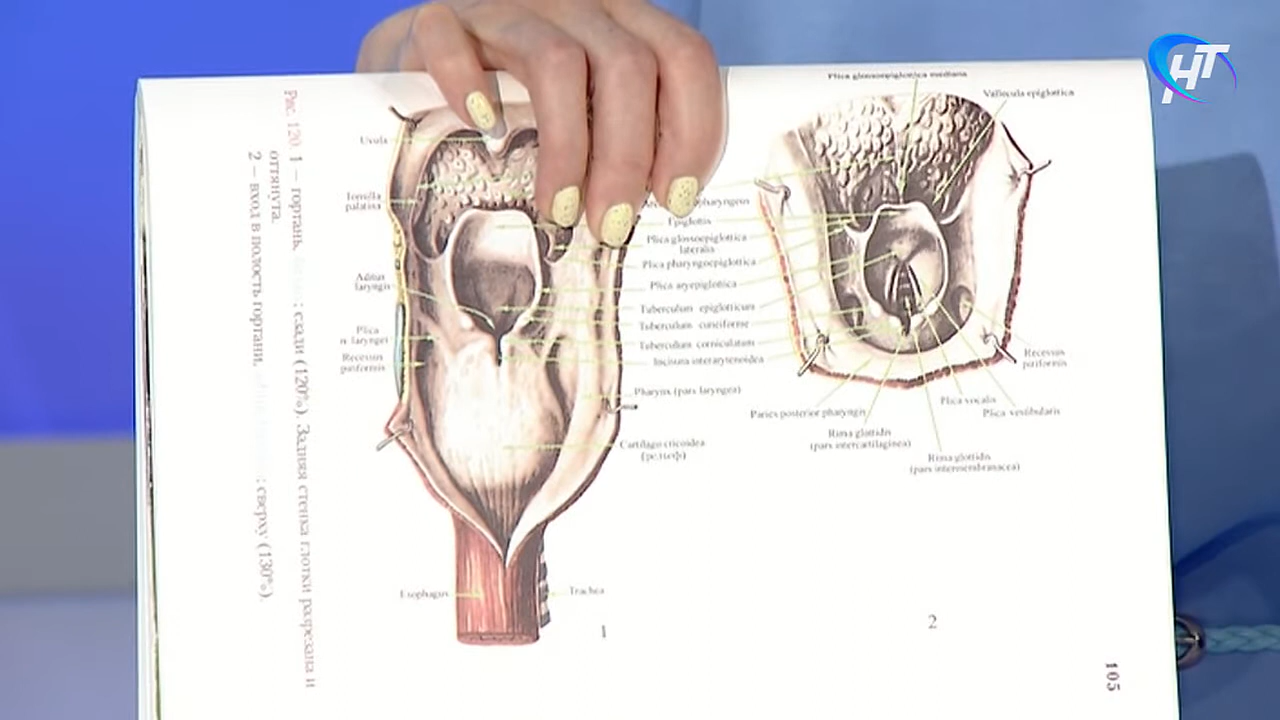 НТ
Рис. 120. 1 — гортань, : сзади (120%). Задняя стенка глотки разрезана и
оттянута.
2 — вход в полость гортани, : сверху (130%).
Uvula
Tonsilla
palatina
Aditus
laryngis
Plica
n. laryngei
Recessus
piriformis
Esophagus
Trachea
1
Epiglottis
Plica glossoepiglottica
lateralis
Plica pharyngoepiglottica
Plica aryepiglottica
Tuberculum epiglotticum
Tuberculum cuneiforme
Tuberculum corniculatum
Incisura interarytenoidea
Pharynx (pars laryngea)
Cartilago cricoidea
(рельеф)
Plica glossoepiglottica mediana
Vallecula epiglottica
Recessus
piriformis
Plica vocalis
Plica vestibularis
Paries posterior pharyngis
Rima glottidis
(pars intercartilaginea)
Rima glottidis
(pars intermembranacea)
2
105